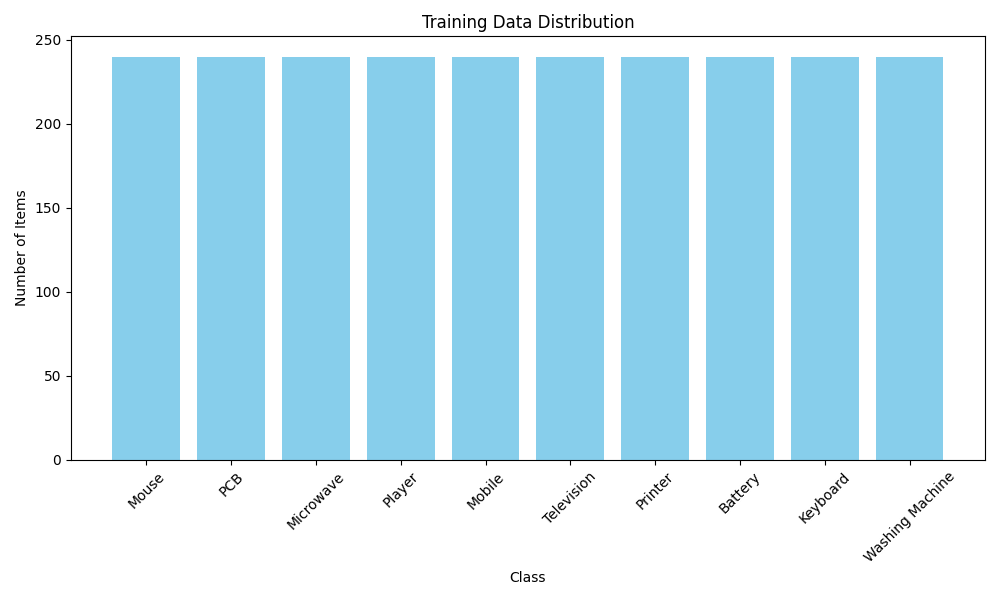 Training Data Distribution
Number of Items
250
200
150
100
50
0
Mouse
PCB
Microwave
Player
Mobile
Television
Printer
Battery
Keyboard
Washing Machine
Class